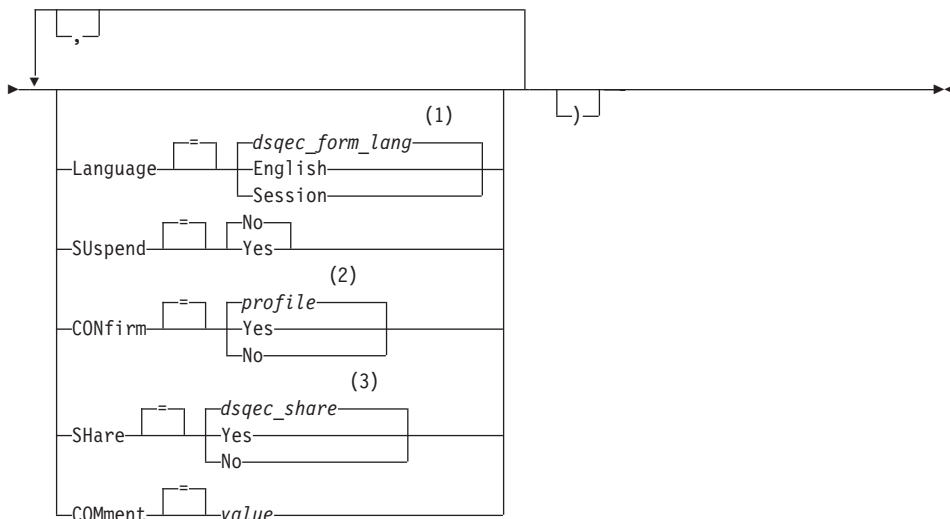 ,
)
(1)
=
dsqec_form_lang
Language
English
Session
=
No
SUspend
Yes
(2)
=
profile
CONfirm
Yes
No
(3)
=
dsqec_share
SHare
Yes
No
=
COMment
value